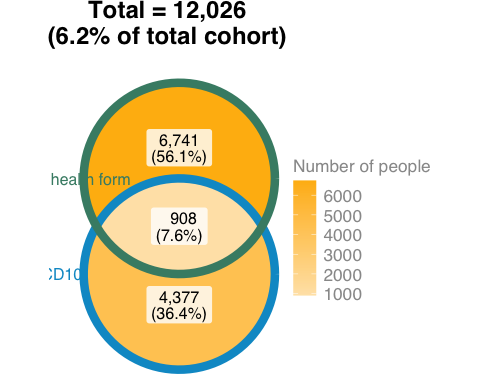 Total = 12,026
(6.2% of total cohort)
6,741
(56.1%)
health form
908
(7.6%)
CD10
4,377
(36.4%)
Number of people
6000
5000
4000
3000
2000
1000